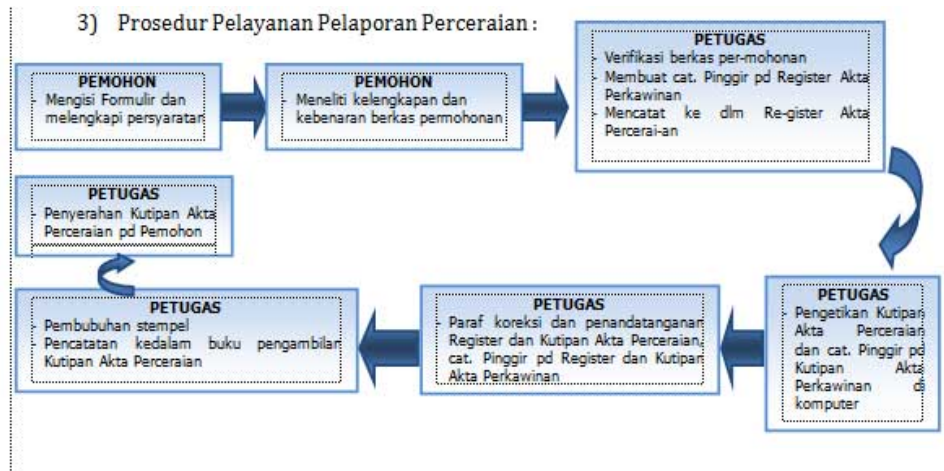 3) Prosedur Pelayanan Pelaporan Perceraian :
PEMOHON
- Mengisi Formulir dan
melengkapi persyaratan
PEMOHON
- Meneliti kelengkapan dan
kebenaran berkas permohonan
PETUGAS
- Verifikasi berkas per-mohonan
- Membuat cat. Pinggir pd Register Akta
Perkawinan
- Mencatat ke dlm Re-gister Akta
Percerai-an
PETUGAS
- Pengetikan Kutipan
Akta Perceraian
dan cat. Pinggir pd
Kutipan Akta
Perkawinan di
komputer
PETUGAS
- Paraf koreksi dan penandatanganan
Register dan Kutipan Akta Perceraian,
cat. Pinggir pd Register dan Kutipan
Akta Perkawinan
PETUGAS
- Pembubuhan stempel
- Pencatatan kedalam buku pengambilan
Kutipan Akta Perceraian
PETUGAS
- Penyerahan Kutipan Akta
Perceraian pd Pemohon